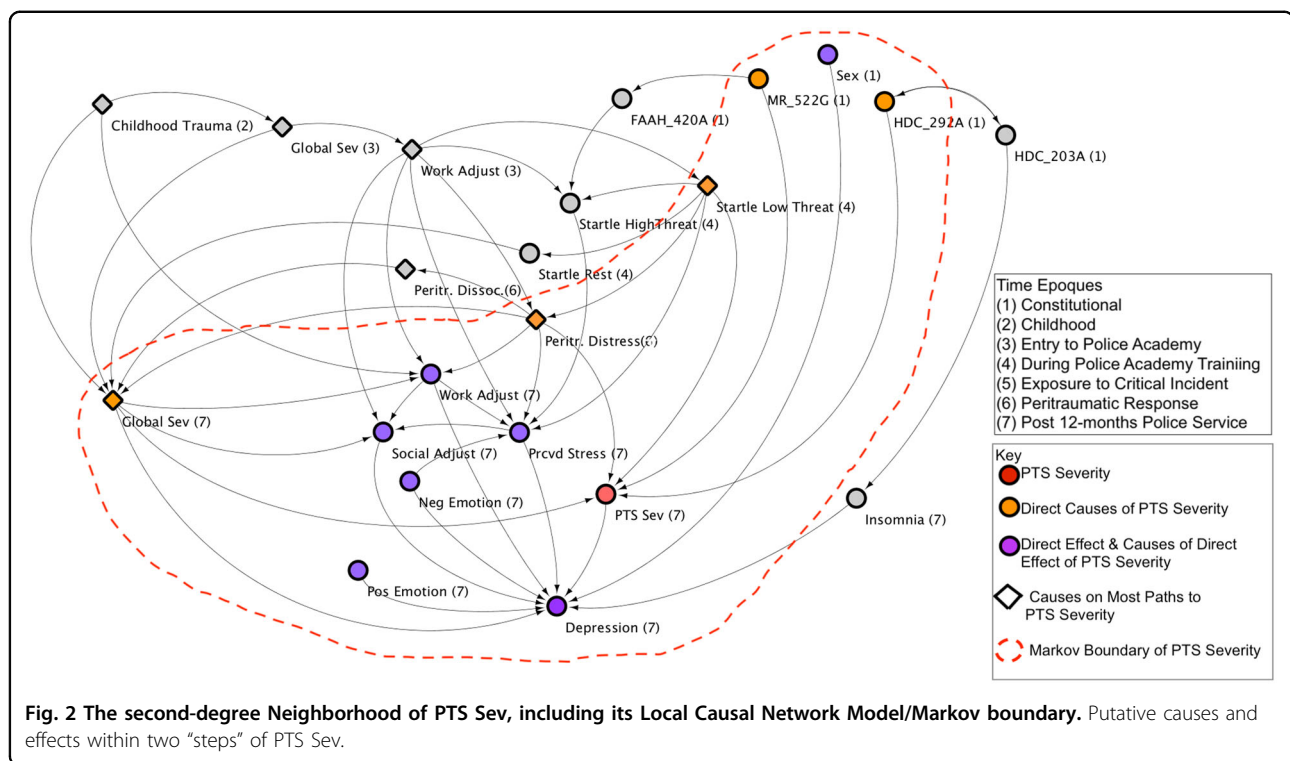 Sex (1)
MR_522G (1)
FAAH_420A (1)
HDC_292A (1)
Childhood Trauma (2)
Global Sev (3)
HDC_203A (1)
Work Adjust (3)
Startle Low Threat (4)
Startle HighThreat (4)
Startle Rest (4)
Peritr. Dissoc.(6)
Peritr. Distress(6)
Work Adjust (7)
Global Sev (7)
Social Adjust (7)
Prcvd Stress (7)
Neg Emotion (7)
PTS Sev (7)
Insomnia (7)
Pos Emotion (7)
Depression (7)
Time Epoques
(1) Constitutional
(2) Childhood
(3) Entry to Police Academy
(4) During Police Academy Trainiing
(5) Exposure to Critical Incident
(6) Peritraumatic Response
(7) Post 12-months Police Service
Key
PTS Severity
Direct Causes of PTS Severity
Direct Effect & Causes of Direct
Effect of PTS Severity
Causes on Most Paths to
PTS Severity
Markov Boundary of PTS Severity
Fig. 2 The second-degree Neighborhood of PTS Sev, including its Local Causal Network Model/Markov boundary. Putative causes and
effects within two “steps” of PTS Sev.